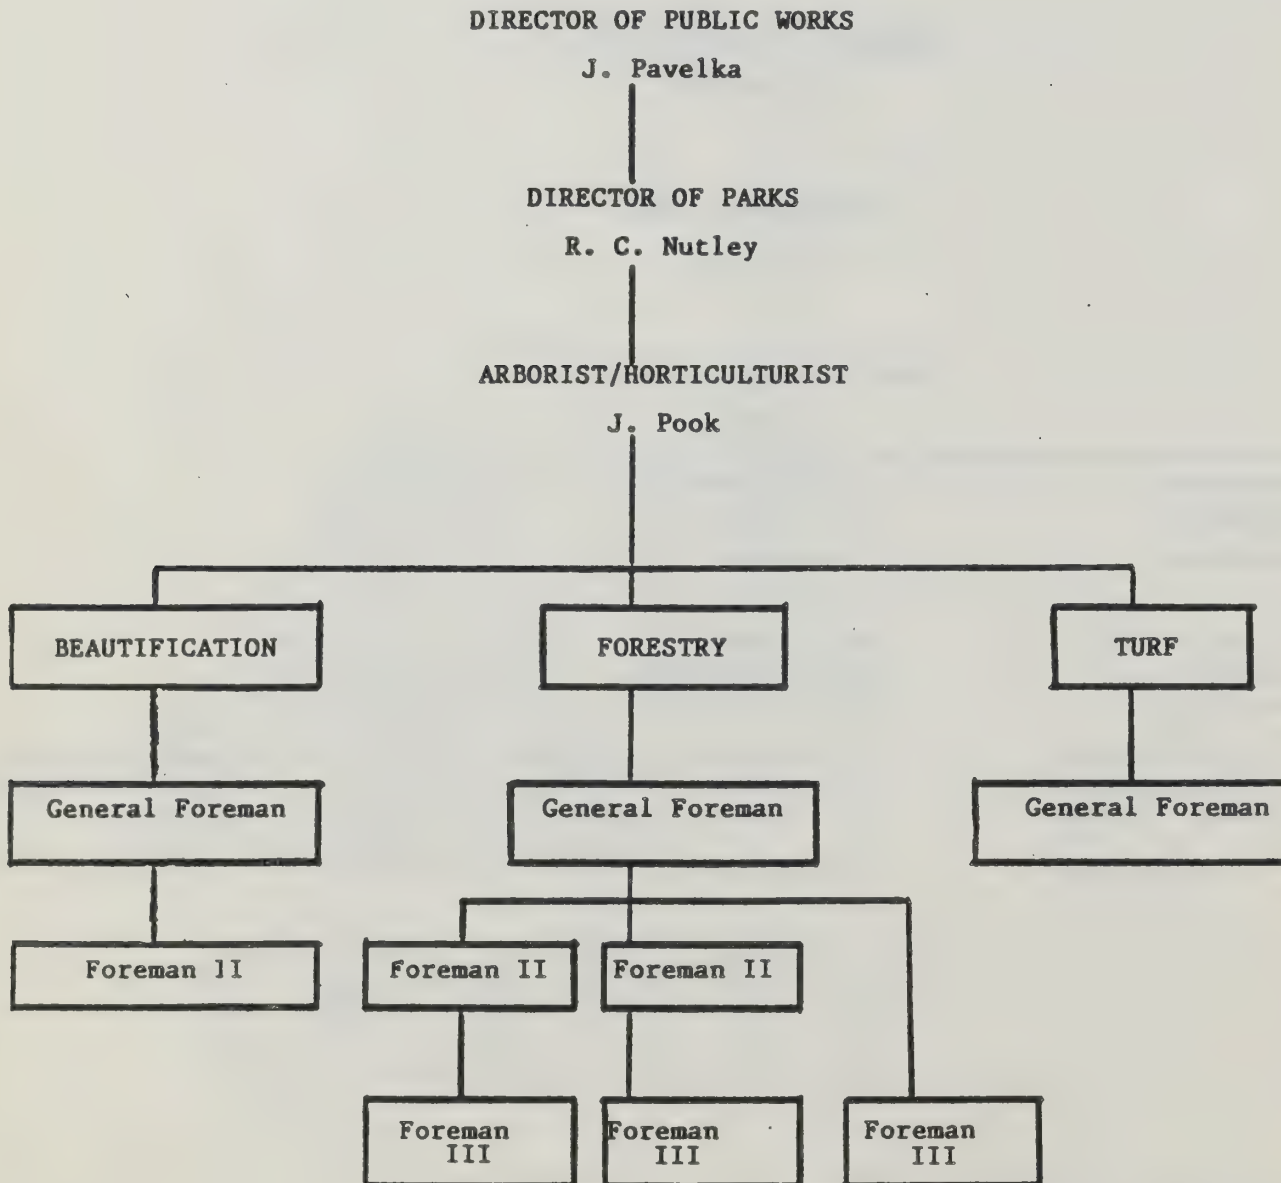 DIRECTOR OF PUBLIC WORKS
J. Pavelka
DIRECTOR OF PARKS
R. C. Nutley
ARBORIST/HORTICULTURIST
J. Pook
BEAUTIFICATION
FORESTRY
TURF
General Foreman
General Foreman
General Foreman
Foreman II
Foreman II
Foreman II
Foreman
III
Foreman
III
Foreman
III